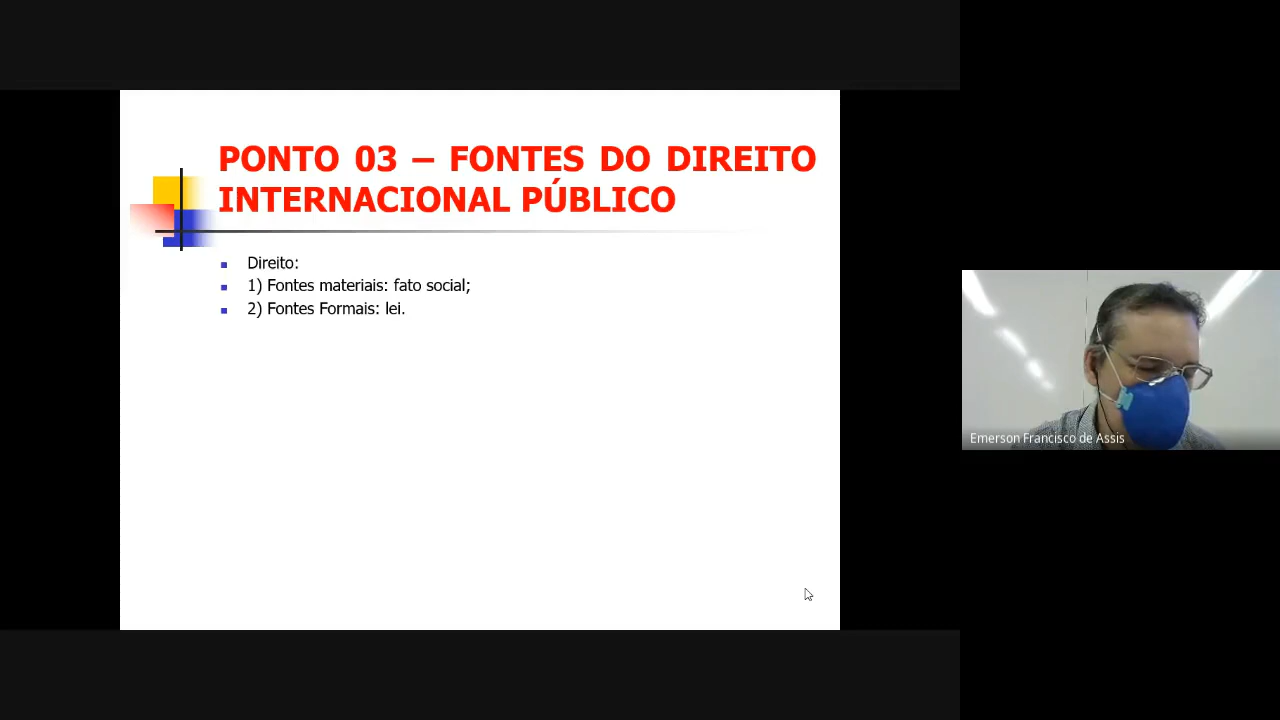 PONTO 03 – FONTES DO DIREITO
INTERNACIONAL PÚBLICO
Direito:
1) Fontes materiais: fato social;
2) Fontes Formais: lei.
Emerson Francisco de Assis